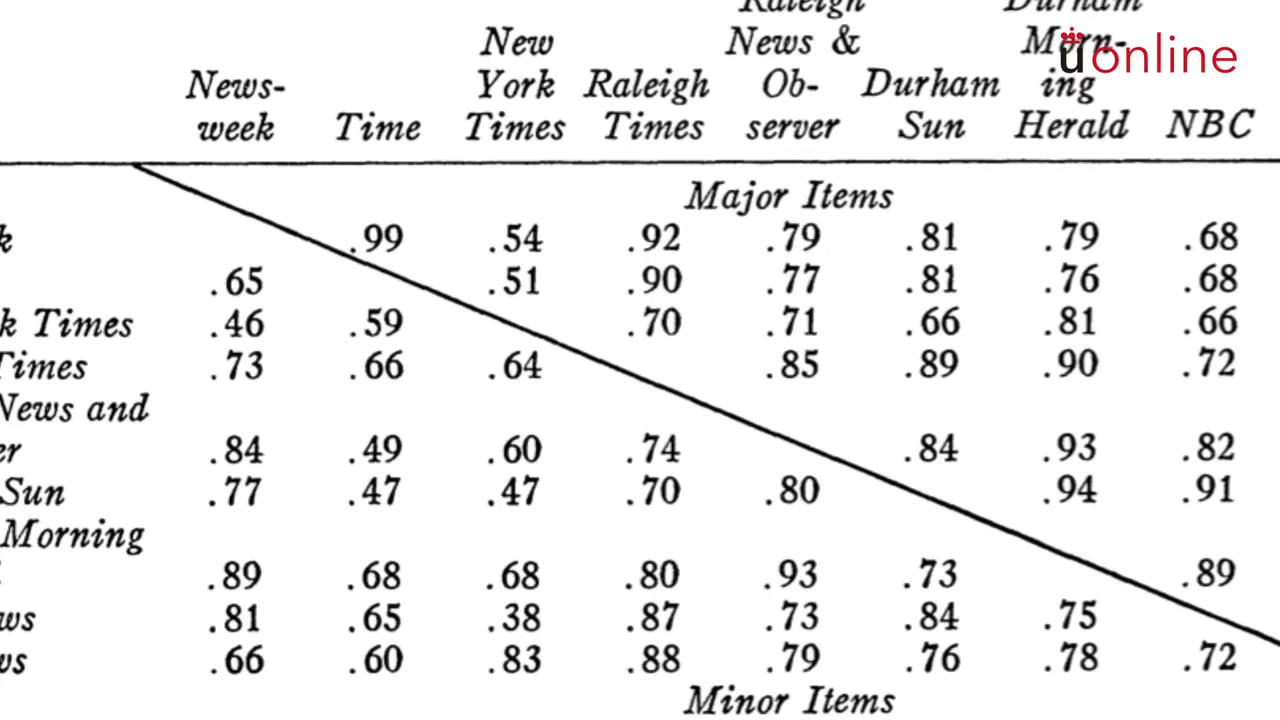 Raleigh Durham
New News & Morn-
News- York Raleigh Ob- Durham ing
week Time Times Times server Sun Herald NBC
üonline
Major Items
k .99 .54 .92 .79 .81 .79 .68
.65 .51 .90 .77 .81 .76 .68
k Times .46 .59 .70 .71 .66 .81 .66
Times .73 .66 .64 .85 .89 .90 .72
News and
er .84 .49 .60 .74 .84 .93 .82
Sun .77 .47 .47 .70 .80 .94 .91
Morning
.89 .68 .68 .80 .93 .73 .89
ws .81 .65 .38 .87 .73 .84 .75
ws .66 .60 .83 .88 .79 .76 .78 .72
Minor Items